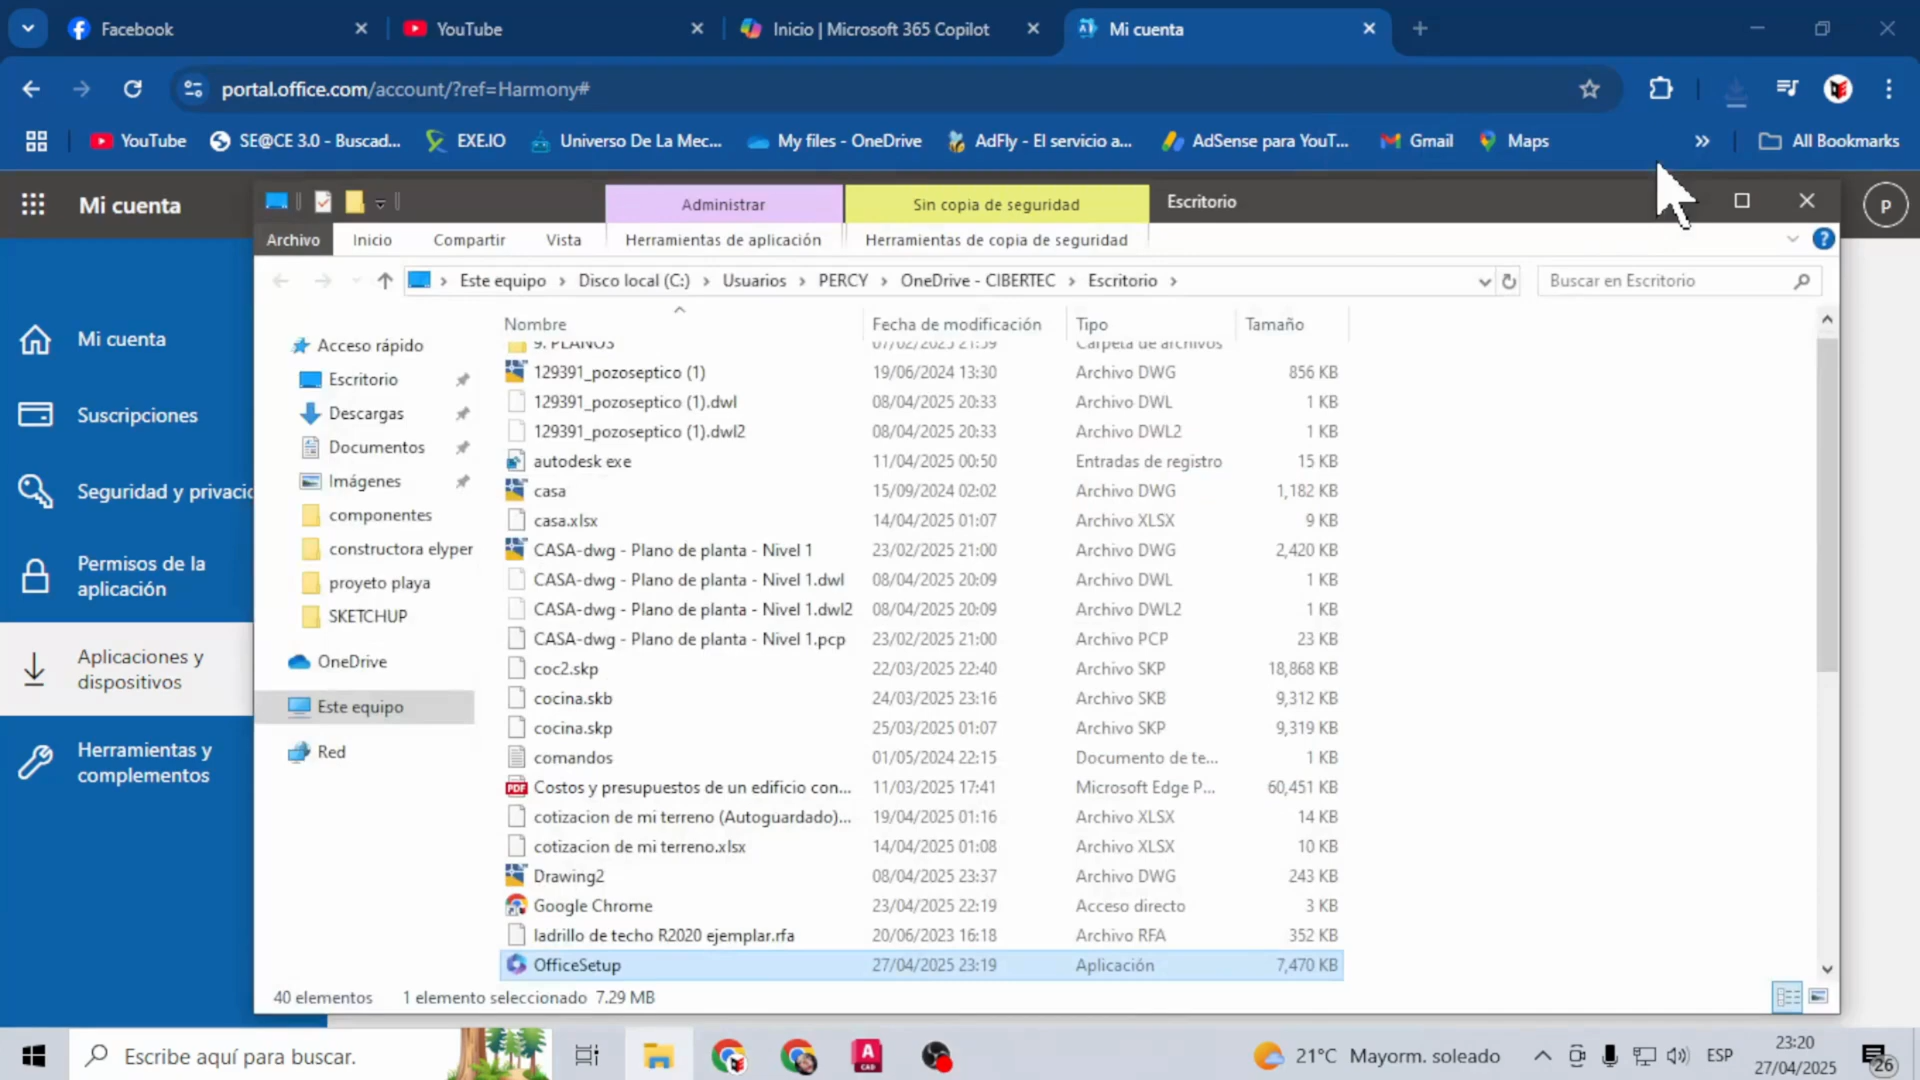 Facebook
YouTube
Inicio | Microsoft 365 Copilot
Mi cuenta
portal.office.com/account/?ref=Harmony#
YouTube
SE@CE 3.0 - Buscad...
EXE.IO
Universo De La Mec...
My files - OneDrive
AdFly - El servicio a...
AdSense para YouT...
Gmail
Maps
All Bookmarks
Mi cuenta
P
Mi cuenta
Suscripciones
Seguridad y privacid
Permisos de la
aplicación
Aplicaciones y
dispositivos
Herramientas y
complementos
Administrar
Sin copia de seguridad
Escritorio
Archivo
Inicio
Compartir
Vista
Herramientas de aplicación
Herramientas de copia de seguridad
Este equipo > Disco local (C:) > Usuarios > PERCY > OneDrive - CIBERTEC > Escritorio >
Buscar en Escritorio
Acceso rápido
Escritorio
Descargas
Documentos
Imágenes
componentes
constructora elyper
proyeto playa
SKETCHUP
OneDrive
Este equipo
Red
Nombre Fecha de modificación Tipo Tamaño
9. PLANOS 07/02/2025 21:59 Carpeta de archivos
129391_pozoseptico (1) 19/06/2024 13:30 Archivo DWG 856 KB
129391_pozoseptico (1).dwl 08/04/2025 20:33 Archivo DWL 1 KB
129391_pozoseptico (1).dwl2 08/04/2025 20:33 Archivo DWL2 1 KB
autodesk exe 11/04/2025 00:50 Entradas de registro 15 KB
casa 15/09/2024 02:02 Archivo DWG 1,182 KB
casa.xlsx 14/04/2025 01:07 Archivo XLSX 9 KB
CASA-dwg - Plano de planta - Nivel 1 23/02/2025 21:00 Archivo DWG 2,420 KB
CASA-dwg - Plano de planta - Nivel 1.dwl 08/04/2025 20:09 Archivo DWL 1 KB
CASA-dwg - Plano de planta - Nivel 1.dwl2 08/04/2025 20:09 Archivo DWL2 1 KB
CASA-dwg - Plano de planta - Nivel 1.pcp 23/02/2025 21:00 Archivo PCP 23 KB
coc2.skp 22/03/2025 22:40 Archivo SKP 18,868 KB
cocina.skb 24/03/2025 23:16 Archivo SKB 9,312 KB
cocina.skp 25/03/2025 01:07 Archivo SKP 9,319 KB
comandos 01/05/2024 22:15 Documento de te... 1 KB
Costos y presupuestos de un edificio con... 11/03/2025 17:41 Microsoft Edge P... 60,451 KB
cotizacion de mi terreno (Autoguardado)... 19/04/2025 01:16 Archivo XLSX 14 KB
cotizacion de mi terreno.xlsx 14/04/2025 01:08 Archivo XLSX 10 KB
Drawing2 08/04/2025 23:37 Archivo DWG 243 KB
Google Chrome 23/04/2025 22:19 Acceso directo 3 KB
ladrillo de techo R2020 ejemplar.rfa 20/06/2023 16:18 Archivo RFA 352 KB
OfficeSetup 27/04/2025 23:19 Aplicación 7,470 KB
40 elementos 1 elemento seleccionado 7.29 MB
Escribe aquí para buscar.
A
CAD
21°C Mayorm. soleado
ESP
23:20
27/04/2025
26